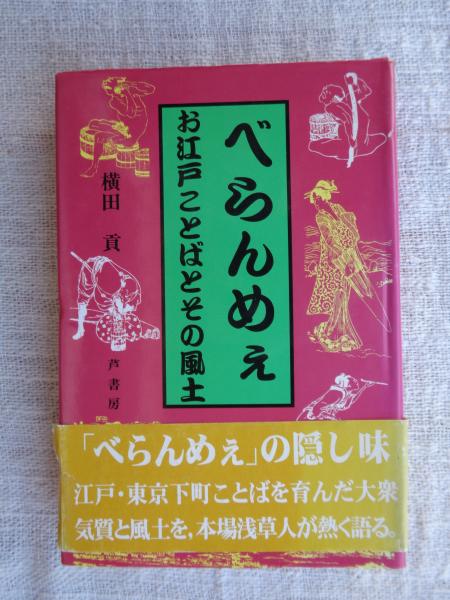 べらんめぇ
お江戸ことばとその風土
横田 貢
芦書房
「べらんめぇ」の隠し味
江戸・東京下町ことばを育んだ大衆
気質と風土を、本場浅草人が熱く語る。